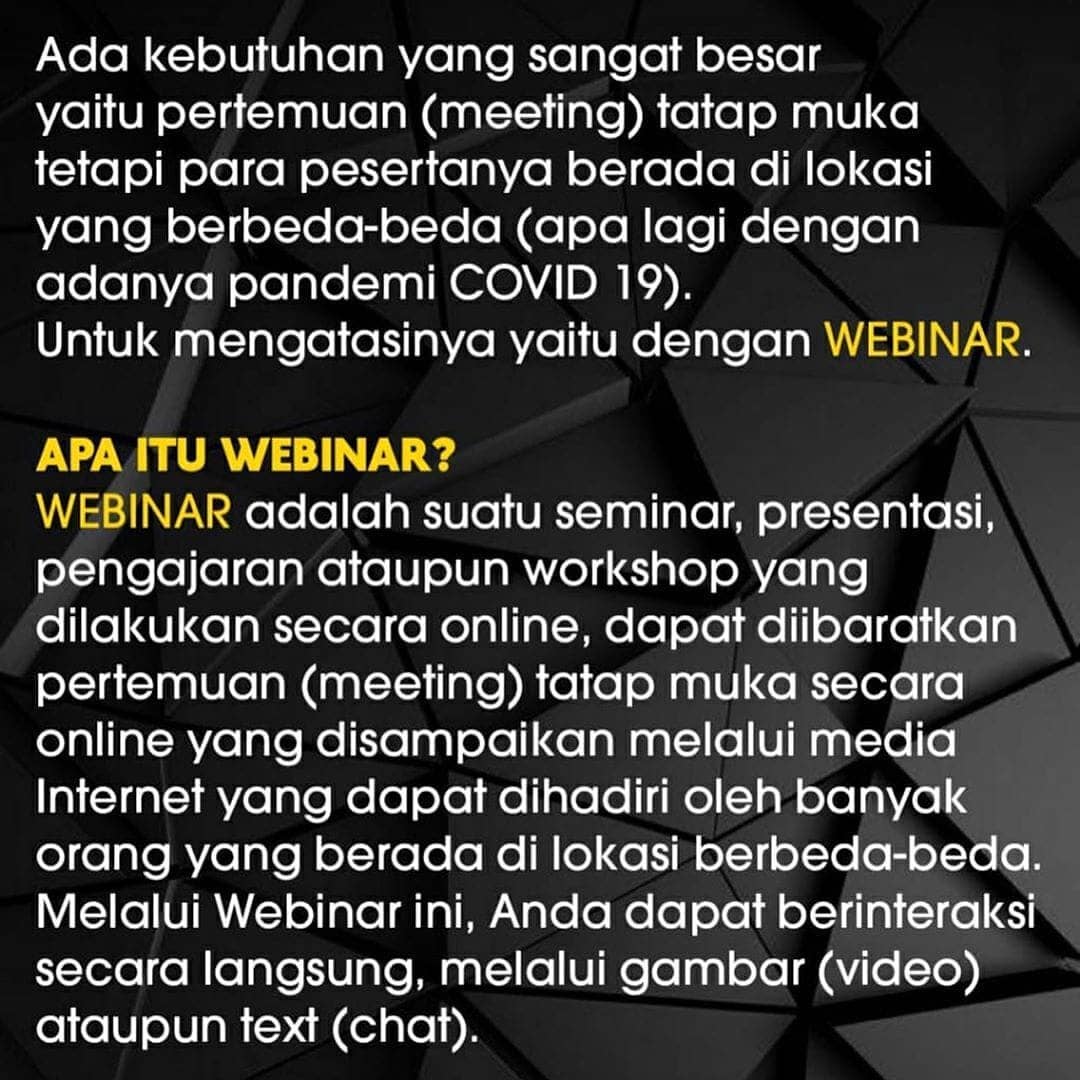 Ada kebutuhan yang sangat besar
yaitu pertemuan (meeting) tatap muka
tetapi para pesertanya berada di lokasi
yang berbeda-beda (apa lagi dengan
adanya pandemi COVID 19).
Untuk mengatasinya yaitu dengan WEBINAR.
APA ITU WEBINAR?
WEBINAR adalah suatu seminar, presentasi,
pengajaran ataupun workshop yang
dilakukan secara online, dapat diibaratkan
pertemuan (meeting) tatap muka secara
online yang disampaikan melalui media
Internet yang dapat dihadiri oleh banyak
orang yang berada di lokasi berbeda-beda.
Melalui Webinar ini, Anda dapat berinteraksi
secara langsung, melalui gambar (video)
ataupun text (chat).